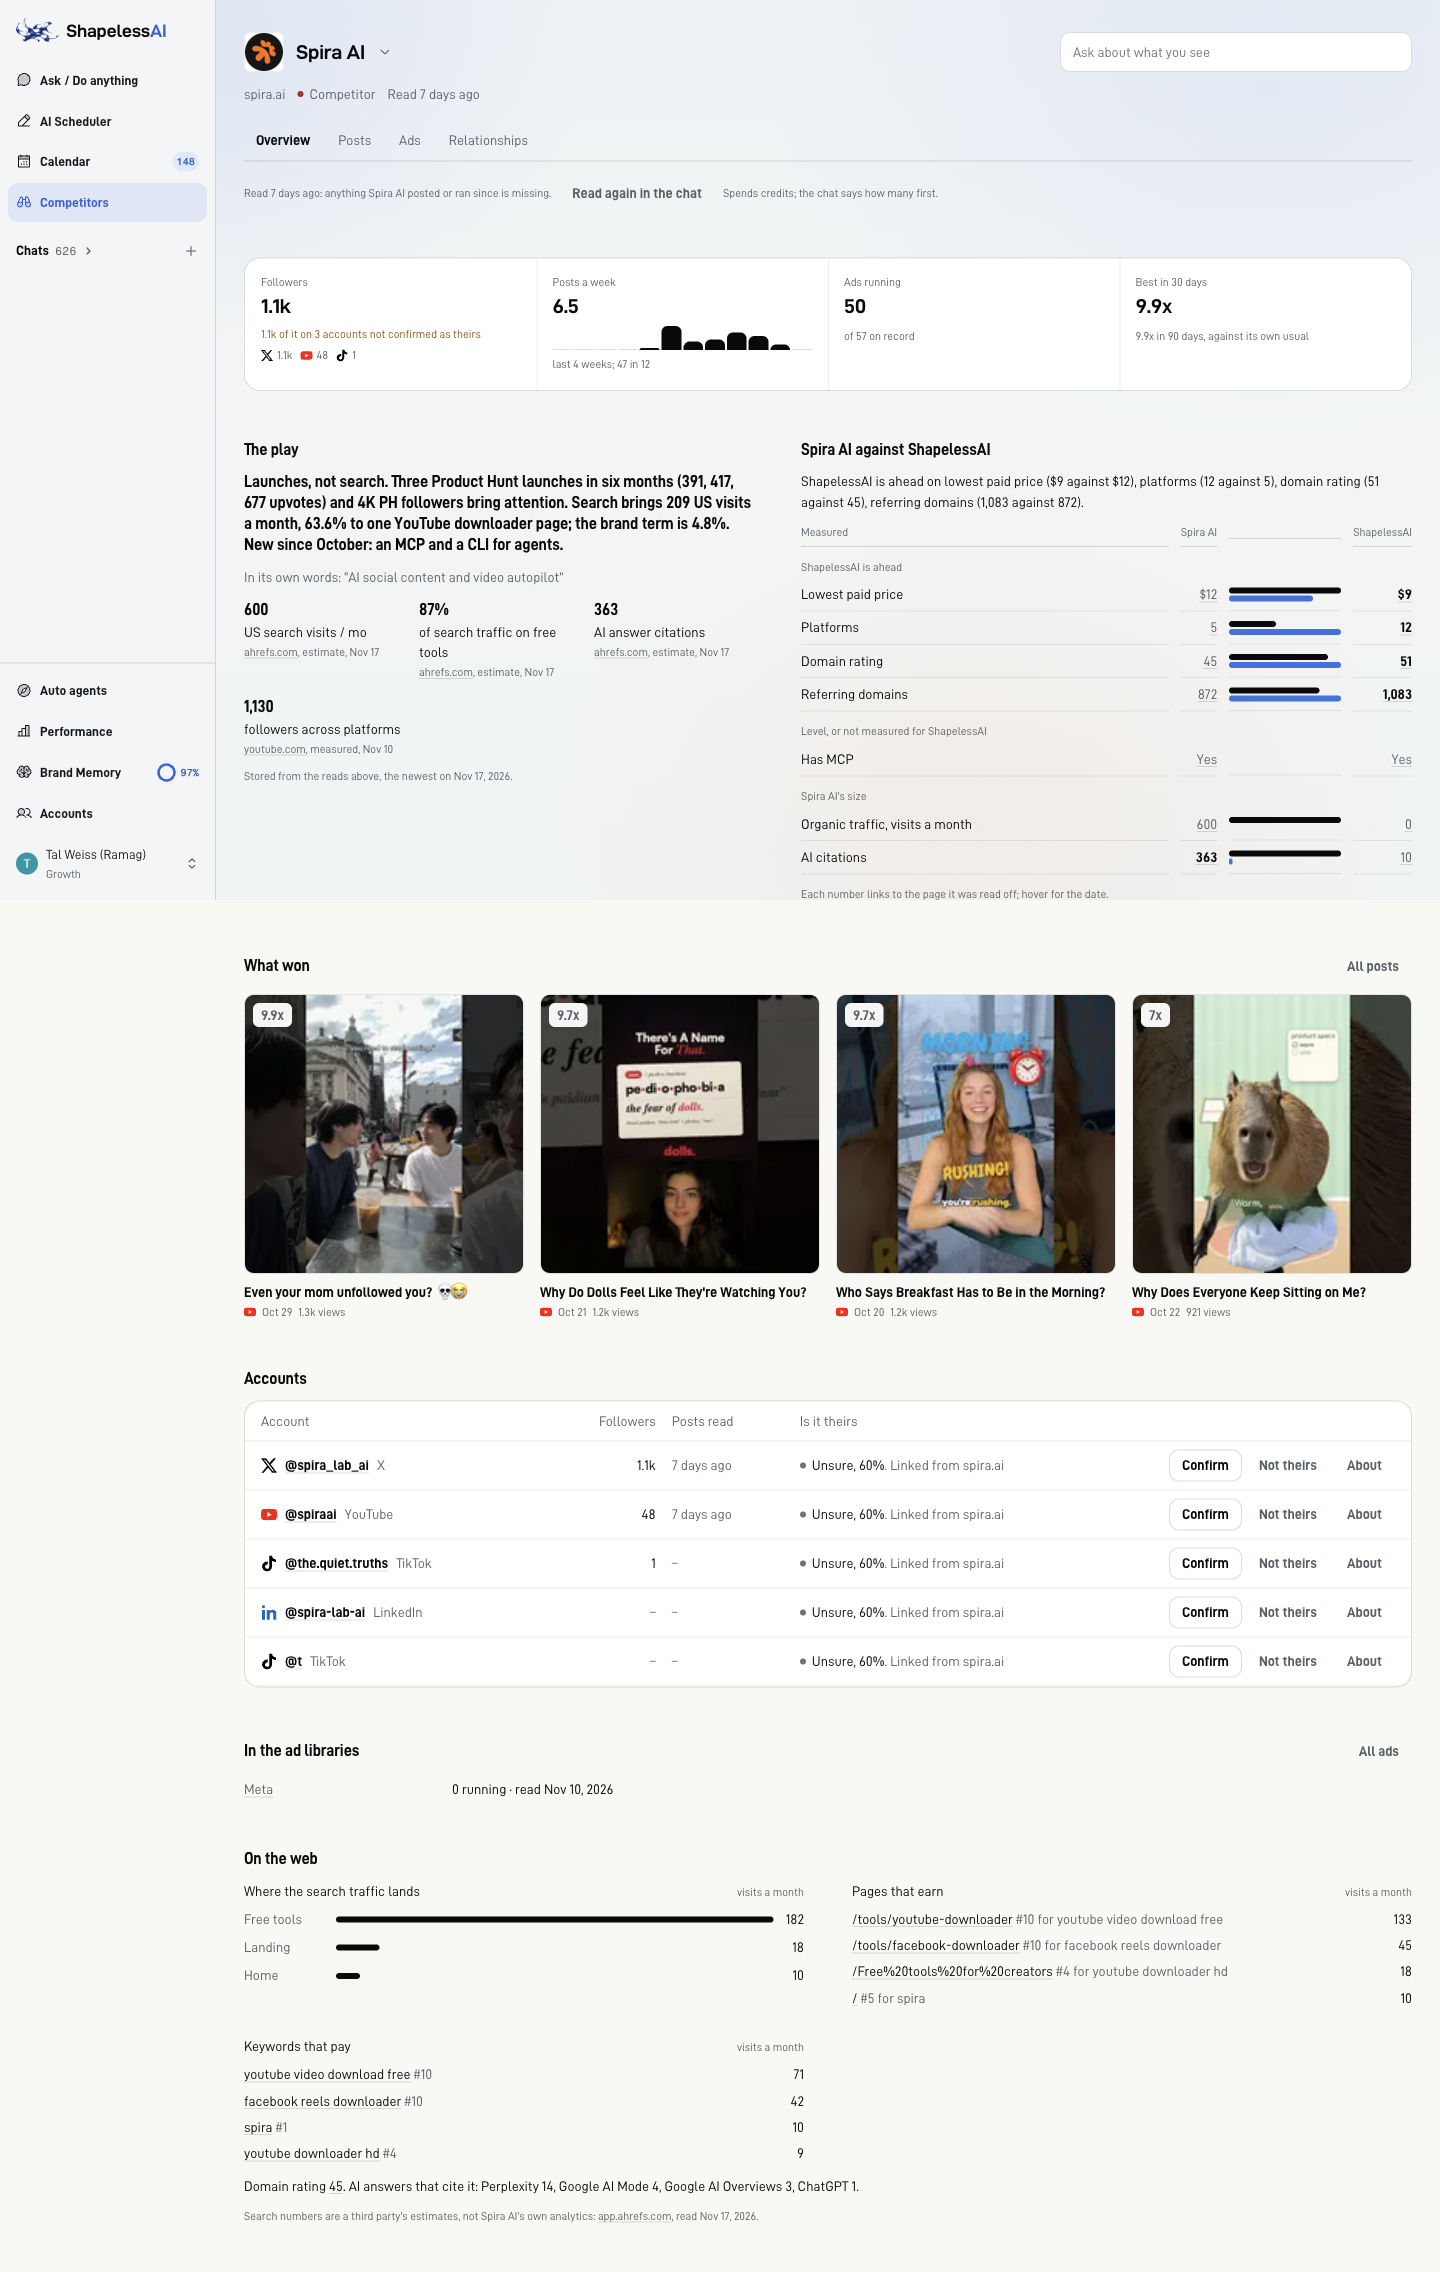 ShapelessAI
Ask / Do anything
AI Scheduler
Calendar 148
Competitors
Chats 626
Auto agents
Performance
Brand Memory 97%
Accounts
T
Tal Weiss (Ramag)
Growth
Spira AI
Ask about what you see
spira.ai Competitor Read 7 days ago
Overview Posts Ads Relationships
Read 7 days ago: anything Spira AI posted or ran since is missing. Read again in the chat Spends credits; the chat says how many first.
Followers
1.1k
1.1k of it on 3 accounts not confirmed as theirs
1.1k 48 1
Posts a week
6.5
last 4 weeks; 47 in 12
Ads running
50
of 57 on record
Best in 30 days
9.9x
9.9x in 90 days, against its own usual
The play
Launches, not search. Three Product Hunt launches in six months (391, 417,
677 upvotes) and 4K PH followers bring attention. Search brings 209 US visits
a month, 63.6% to one YouTube downloader page; the brand term is 4.8%.
New since October: an MCP and a CLI for agents.
In its own words: "AI social content and video autopilot"
600
US search visits / mo
ahrefs.com, estimate, Nov 17
87%
of search traffic on free
tools
ahrefs.com, estimate, Nov 17
363
AI answer citations
ahrefs.com, estimate, Nov 17
1,130
followers across platforms
youtube.com, measured, Nov 10
Stored from the reads above, the newest on Nov 17, 2026.
Spira AI against ShapelessAI
ShapelessAI is ahead on lowest paid price ($9 against $12), platforms (12 against 5), domain rating (51
against 45), referring domains (1,083 against 872).
Measured Spira AI ShapelessAI
ShapelessAI is ahead
Lowest paid price $12 $9
Platforms 5 12
Domain rating 45 51
Referring domains 872 1,083
Level, or not measured for ShapelessAI
Has MCP Yes Yes
Spira AI's size
Organic traffic, visits a month 600 0
AI citations 363 10
Each number links to the page it was read off; hover for the date.
What won All posts
9.9x
9.7x
There's A Name
For That.
pe·di·o·pho·bi·a
the fear of dolls.
dolls.
9.7x
MORNING
RUSHING!
you're rushing.
7x
product specs
Even your mom unfollowed you? 💀😭
Oct 29 1.3k views
Why Do Dolls Feel Like They're Watching You?
Oct 21 1.2k views
Who Says Breakfast Has to Be in the Morning?
Oct 20 1.2k views
Why Does Everyone Keep Sitting on Me?
Oct 22 921 views
Accounts
Account Followers Posts read Is it theirs
@spira_lab_ai X 1.1k 7 days ago Unsure, 60%. Linked from spira.ai Confirm Not theirs About
@spiraai YouTube 48 7 days ago Unsure, 60%. Linked from spira.ai Confirm Not theirs About
@the.quiet.truths TikTok 1 – Unsure, 60%. Linked from spira.ai Confirm Not theirs About
@spira-lab-ai LinkedIn – – Unsure, 60%. Linked from spira.ai Confirm Not theirs About
@t TikTok – – Unsure, 60%. Linked from spira.ai Confirm Not theirs About
In the ad libraries All ads
Meta 0 running · read Nov 10, 2026
On the web
Where the search traffic lands visits a month
Free tools 182
Landing 18
Home 10
Pages that earn visits a month
/tools/youtube-downloader #10 for youtube video download free 133
/tools/facebook-downloader #10 for facebook reels downloader 45
/Free%20tools%20for%20creators #4 for youtube downloader hd 18
/ #5 for spira 10
Keywords that pay visits a month
youtube video download free #10 71
facebook reels downloader #10 42
spira #1 10
youtube downloader hd #4 9
Domain rating 45. AI answers that cite it: Perplexity 14, Google AI Mode 4, Google AI Overviews 3, ChatGPT 1.
Search numbers are a third party's estimates, not Spira AI's own analytics: app.ahrefs.com, read Nov 17, 2026.